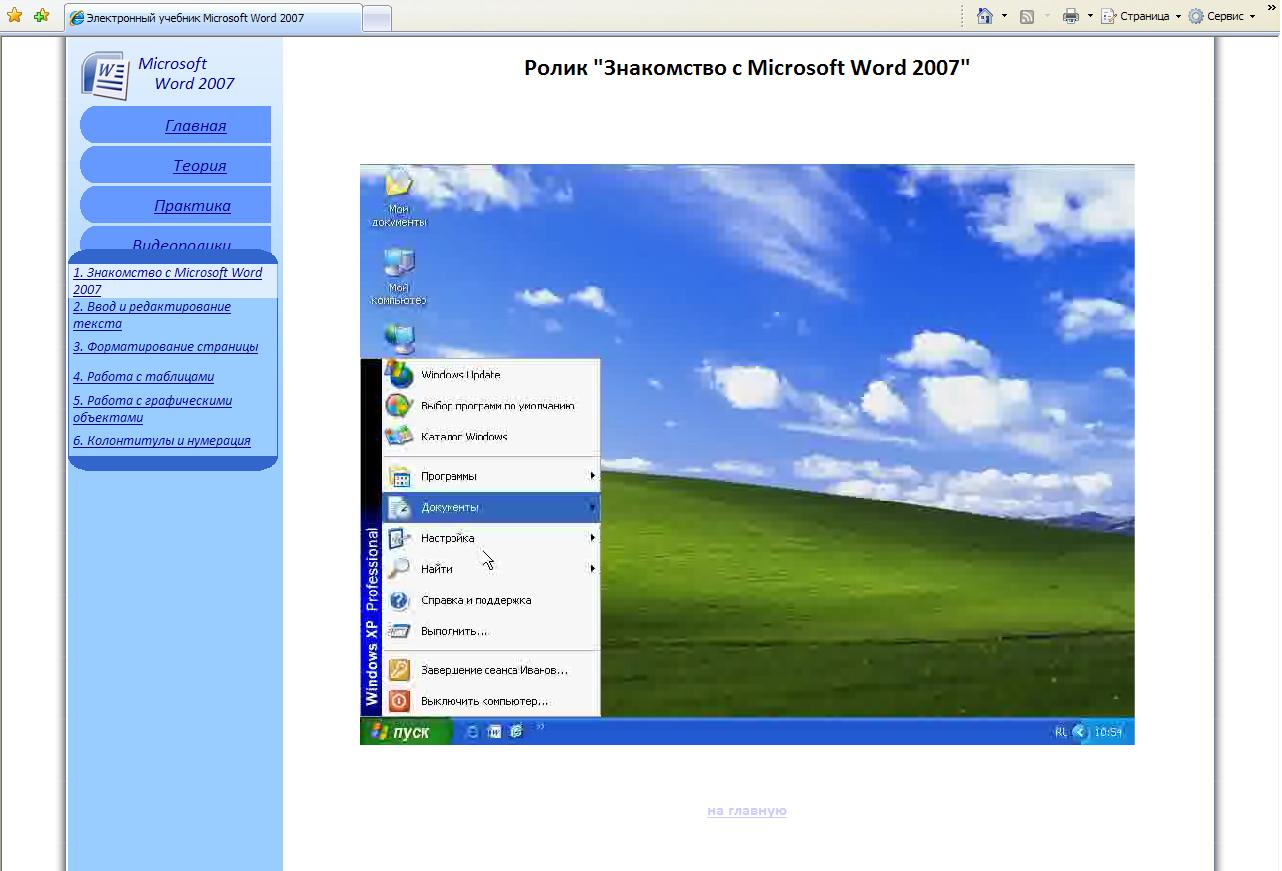 Электронный учебник Microsoft Word 2007
Страница
Сервис
»
Microsoft
Word 2007
Главная
Теория
Практика
Видеоролики
1. Знакомство с Microsoft Word
2007
2. Ввод и редактирование
текста
3. Форматирование страницы
4. Работа с таблицами
5. Работа с графическими
объектами
6. Колонтитулы и нумерация
Ролик "Знакомство с Microsoft Word 2007"
Мои
документы
Мой
компьютер
Windows Update
Выбор программ по умолчанию
Каталог Windows
Программы
Документы
Настройка
Найти
Справка и поддержка
Выполнить...
Завершение сеанса Иванов...
Выключить компьютер...
Windows XP Professional
пуск
»
RU
10:54
на главную